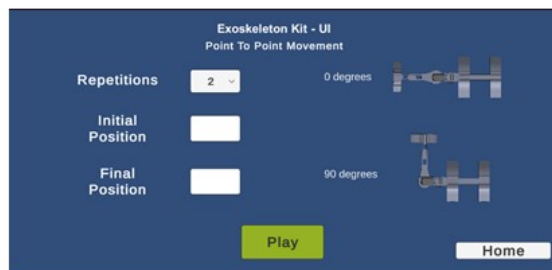 Exoskeleton Kit - UI
Point To Point Movement
Repetitions
2
0 degrees
Initial
Position
Final
Position
90 degrees
Play
Home